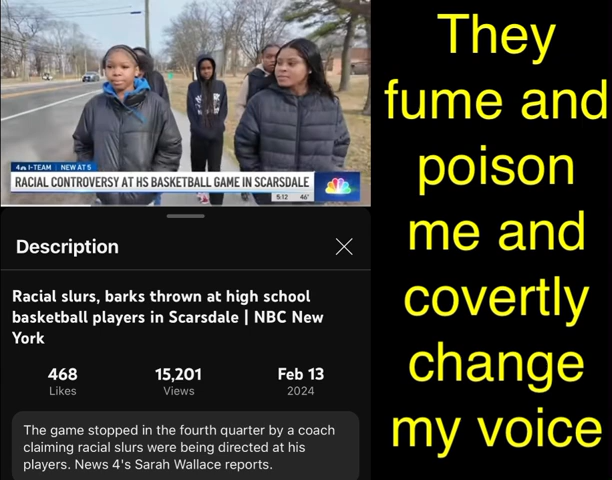 4 I-TEAM NEW AT 5
RACIAL CONTROVERSY AT HS BASKETBALL GAME IN SCARSDALE
5:12 46°
Description
Racial slurs, barks thrown at high school
basketball players in Scarsdale | NBC New
York
468 15,201 Feb 13
Likes Views 2024
The game stopped in the fourth quarter by a coach
claiming racial slurs were being directed at his
players. News 4's Sarah Wallace reports.
They
fume and
poison
me and
covertly
change
my voice